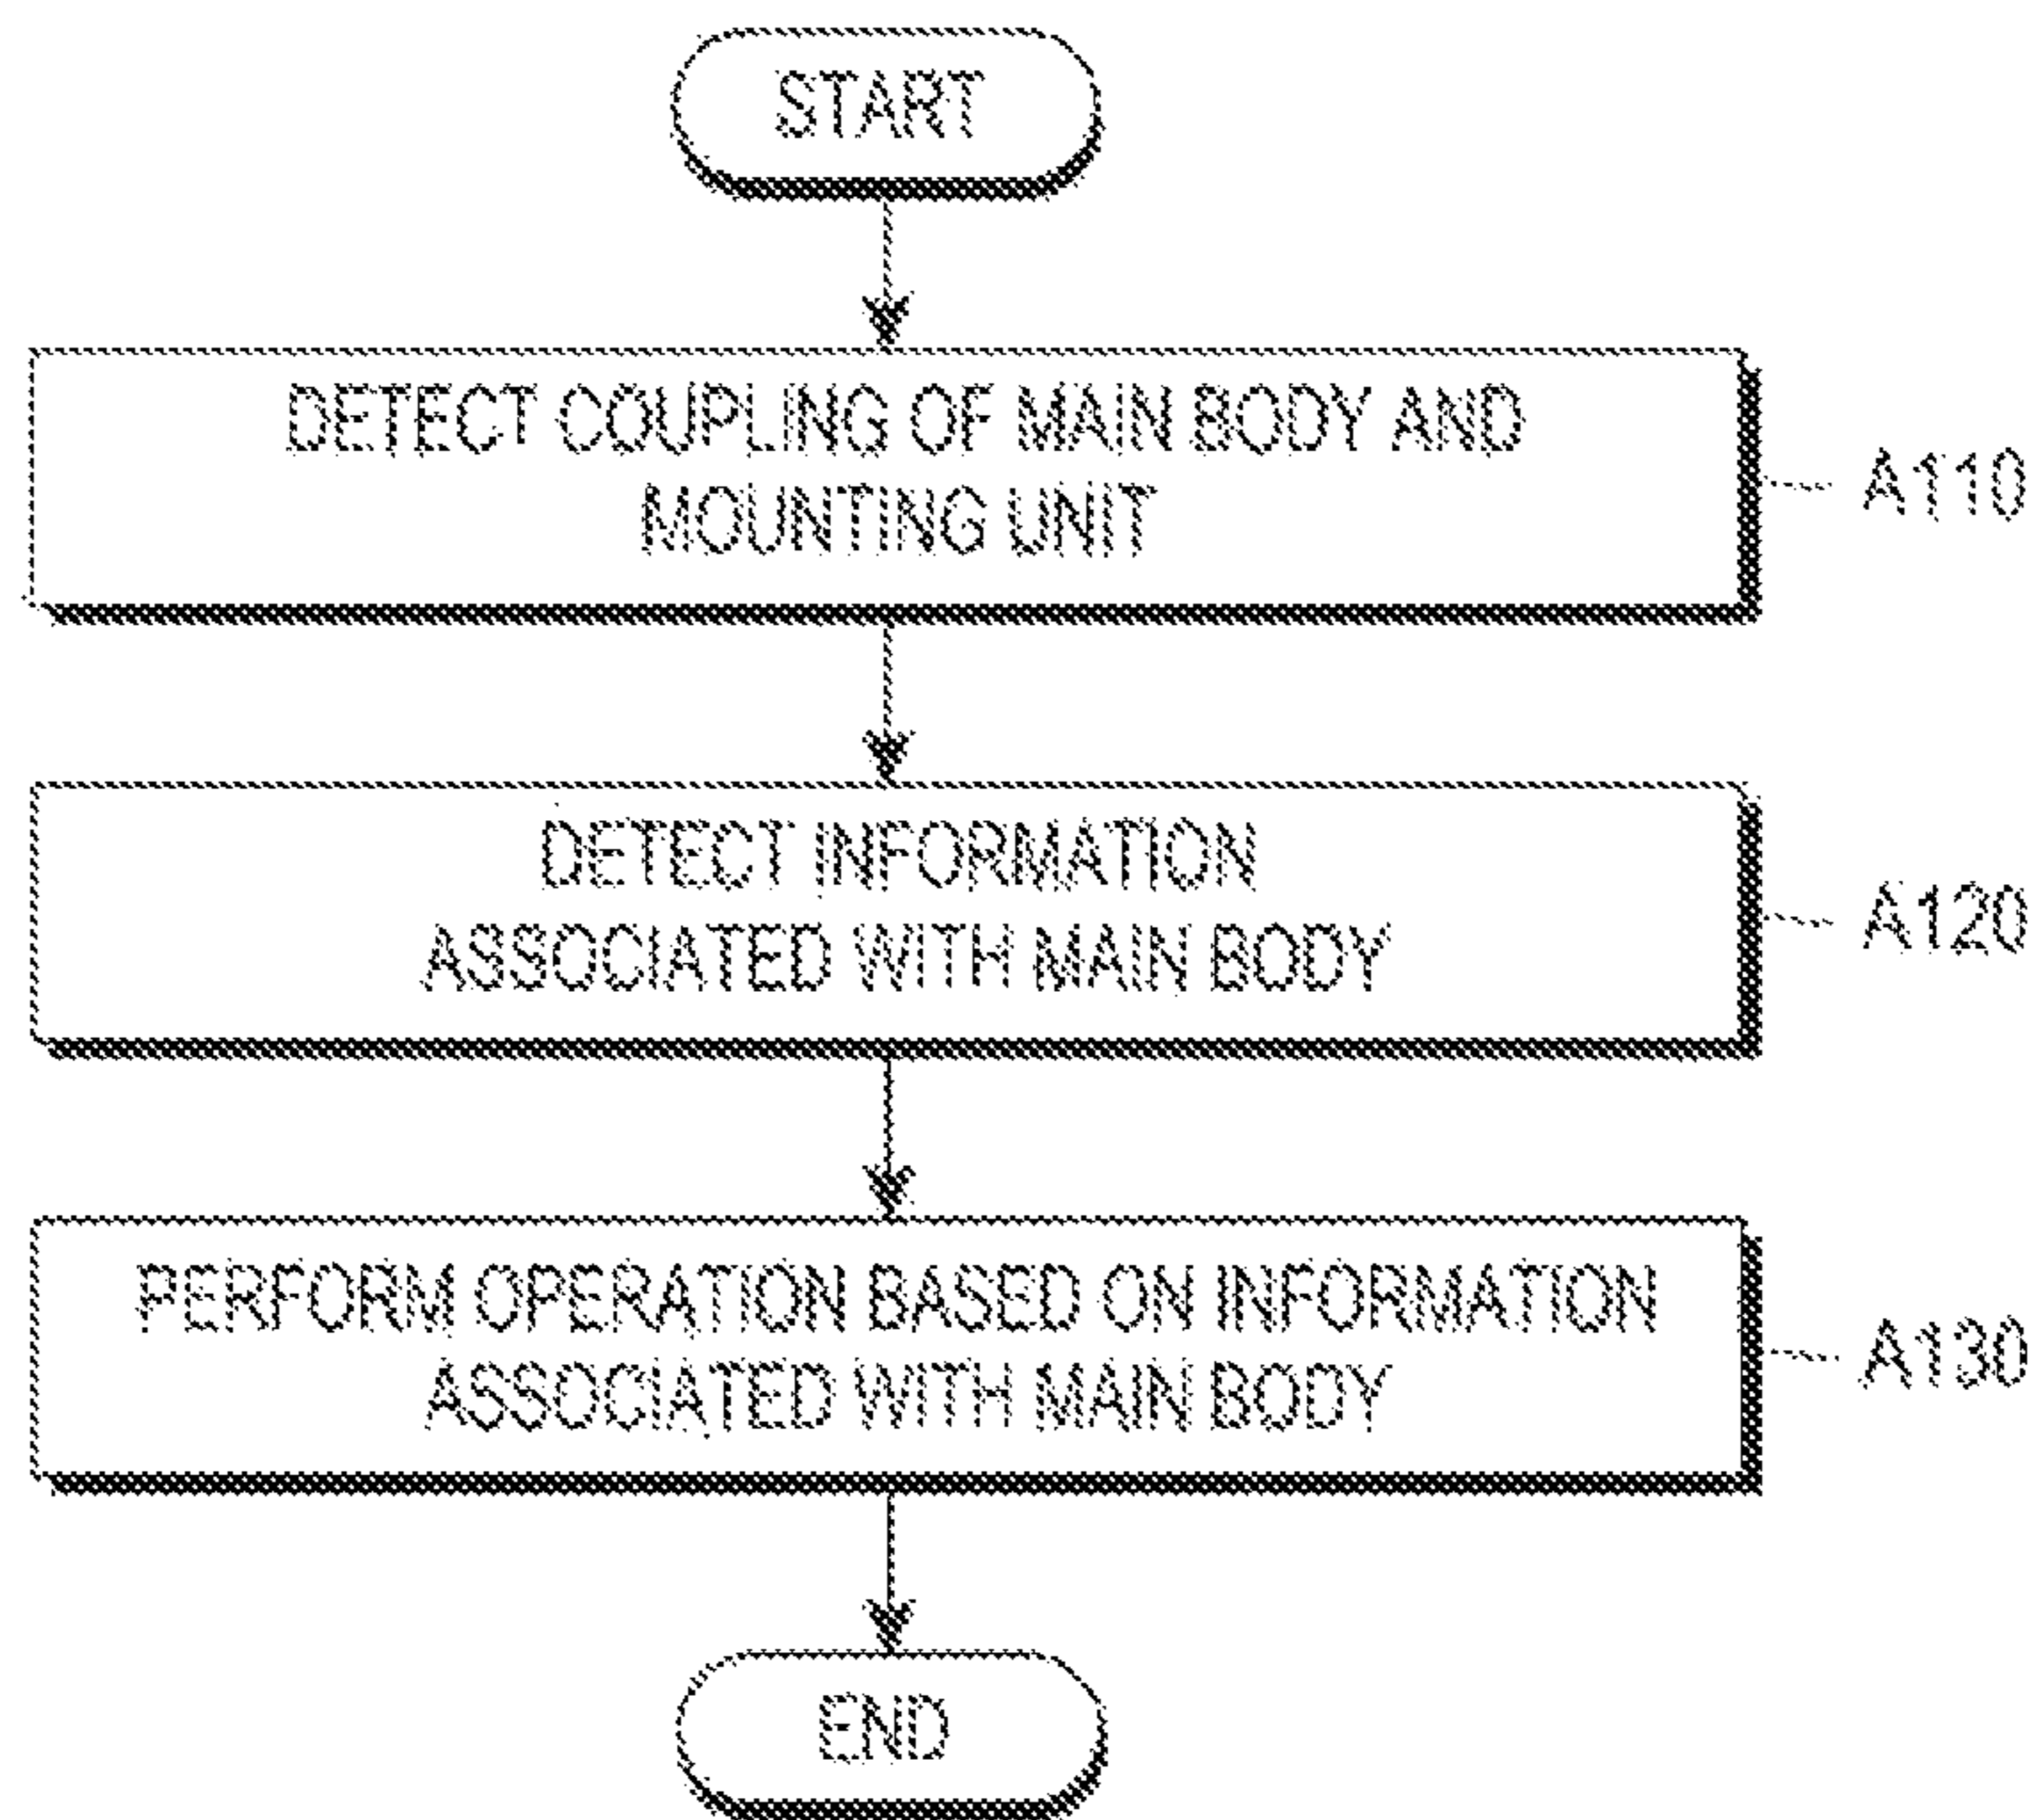 START
DETECT COUPLING OF MAIN BODY AND
MOUNTING UNIT
A110
DETECT INFORMATION
ASSOCIATED WITH MAIN BODY
A120
PERFORM OPERATION BASED ON INFORMATION
ASSOCIATED WITH MAIN BODY
A130
END